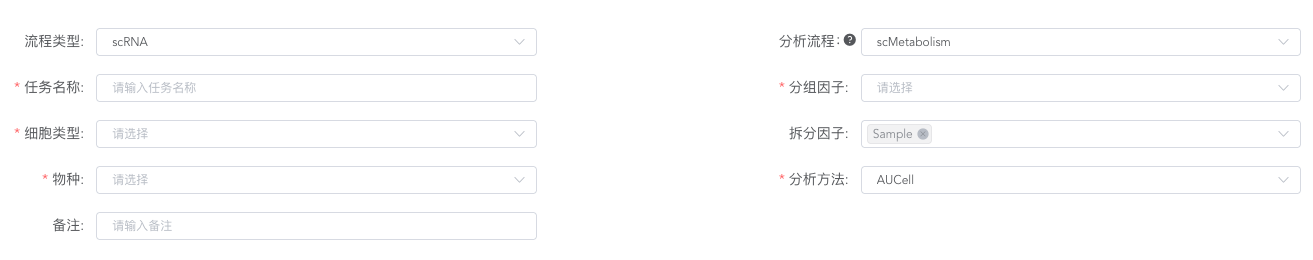 流程类型: scRNA
分析流程: scMetabolism
* 任务名称: 请输入任务名称
* 分组因子: 请选择
* 细胞类型: 请选择
拆分因子: Sample
* 物种: 请选择
* 分析方法: AUCell
备注: 请输入备注